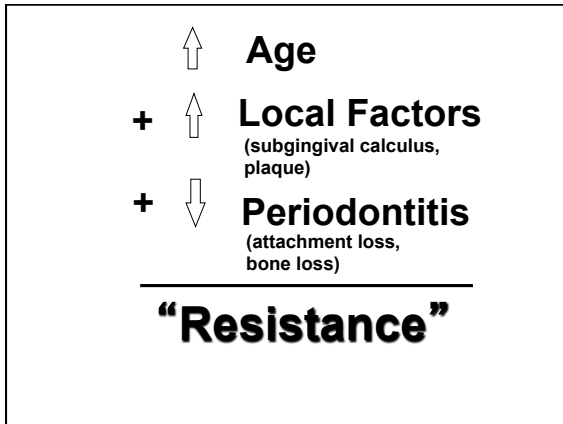 ⇧ Age
+ ⇧ Local Factors
(subgingival calculus,
plaque)
+ ⇩ Periodontitis
(attachment loss,
bone loss)
“Resistance”